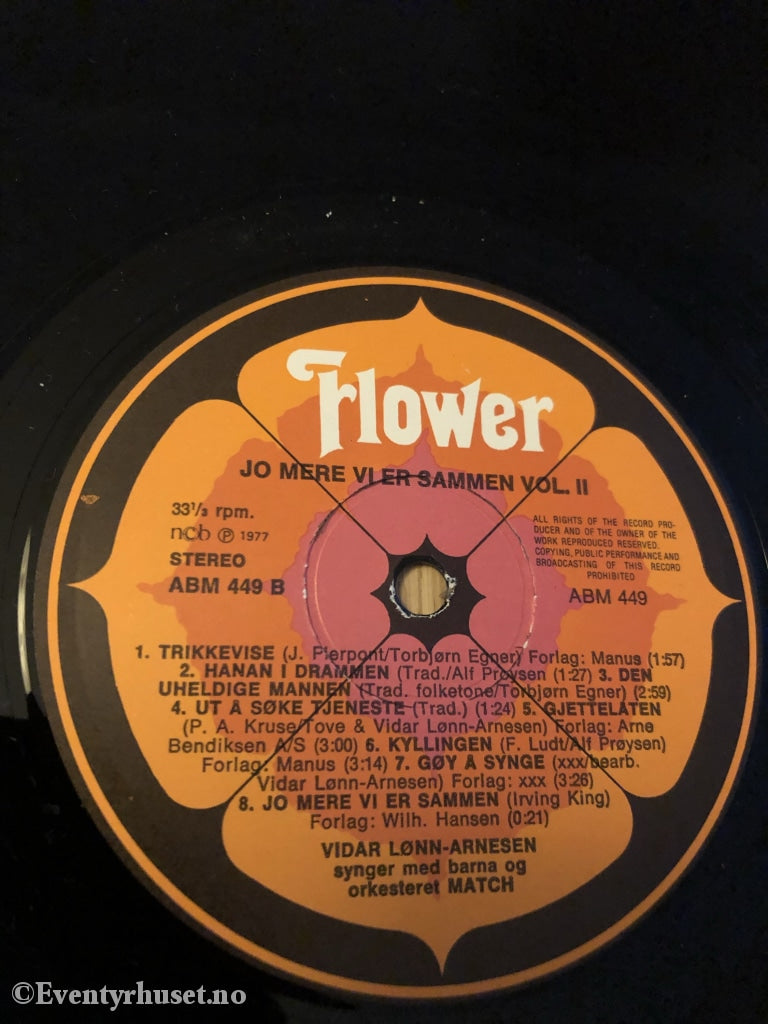 Flower
JO MERE VI ER SAMMEN VOL. II
33⅓ rpm.
ncb Ⓟ 1977
STEREO
ABM 449 B
ALL RIGHTS OF THE RECORD PRO-
DUCER AND OF THE OWNER OF THE
WORK REPRODUCED RESERVED.
COPYING, PUBLIC PERFORMANCE AND
BROADCASTING OF THIS RECORD
PROHIBITED
ABM 449
1. TRIKKEVISE (J. Pierpont/Torbjørn Egner) Forlag: Manus (1:57)
2. HANAN I DRAMMEN (Trad./Alf Prøysen (1:27) 3. DEN
UHELDIGE MANNEN (Trad. folketone/Torbjørn Egner) (2:59)
4. UT Å SØKE TJENESTE (Trad.) (1:24) 5. GJETTELÅTEN
(P. A. Kruse/Tove & Vidar Lønn-Arnesen) Forlag: Arne
Bendiksen A/S (3:00) 6. KYLLINGEN (F. Ludt/Alf Prøysen)
Forlag: Manus (3:14) 7. GØY Å SYNGE (xxx/bearb.
Vidar Lønn-Arnesen) Forlag: xxx (3:26)
8. JO MERE VI ER SAMMEN (Irving King)
Forlag: Wilh. Hansen (0:21)
VIDAR LØNN-ARNESEN
synger med barna og
orkesteret MATCH
©Eventyrhuset.no